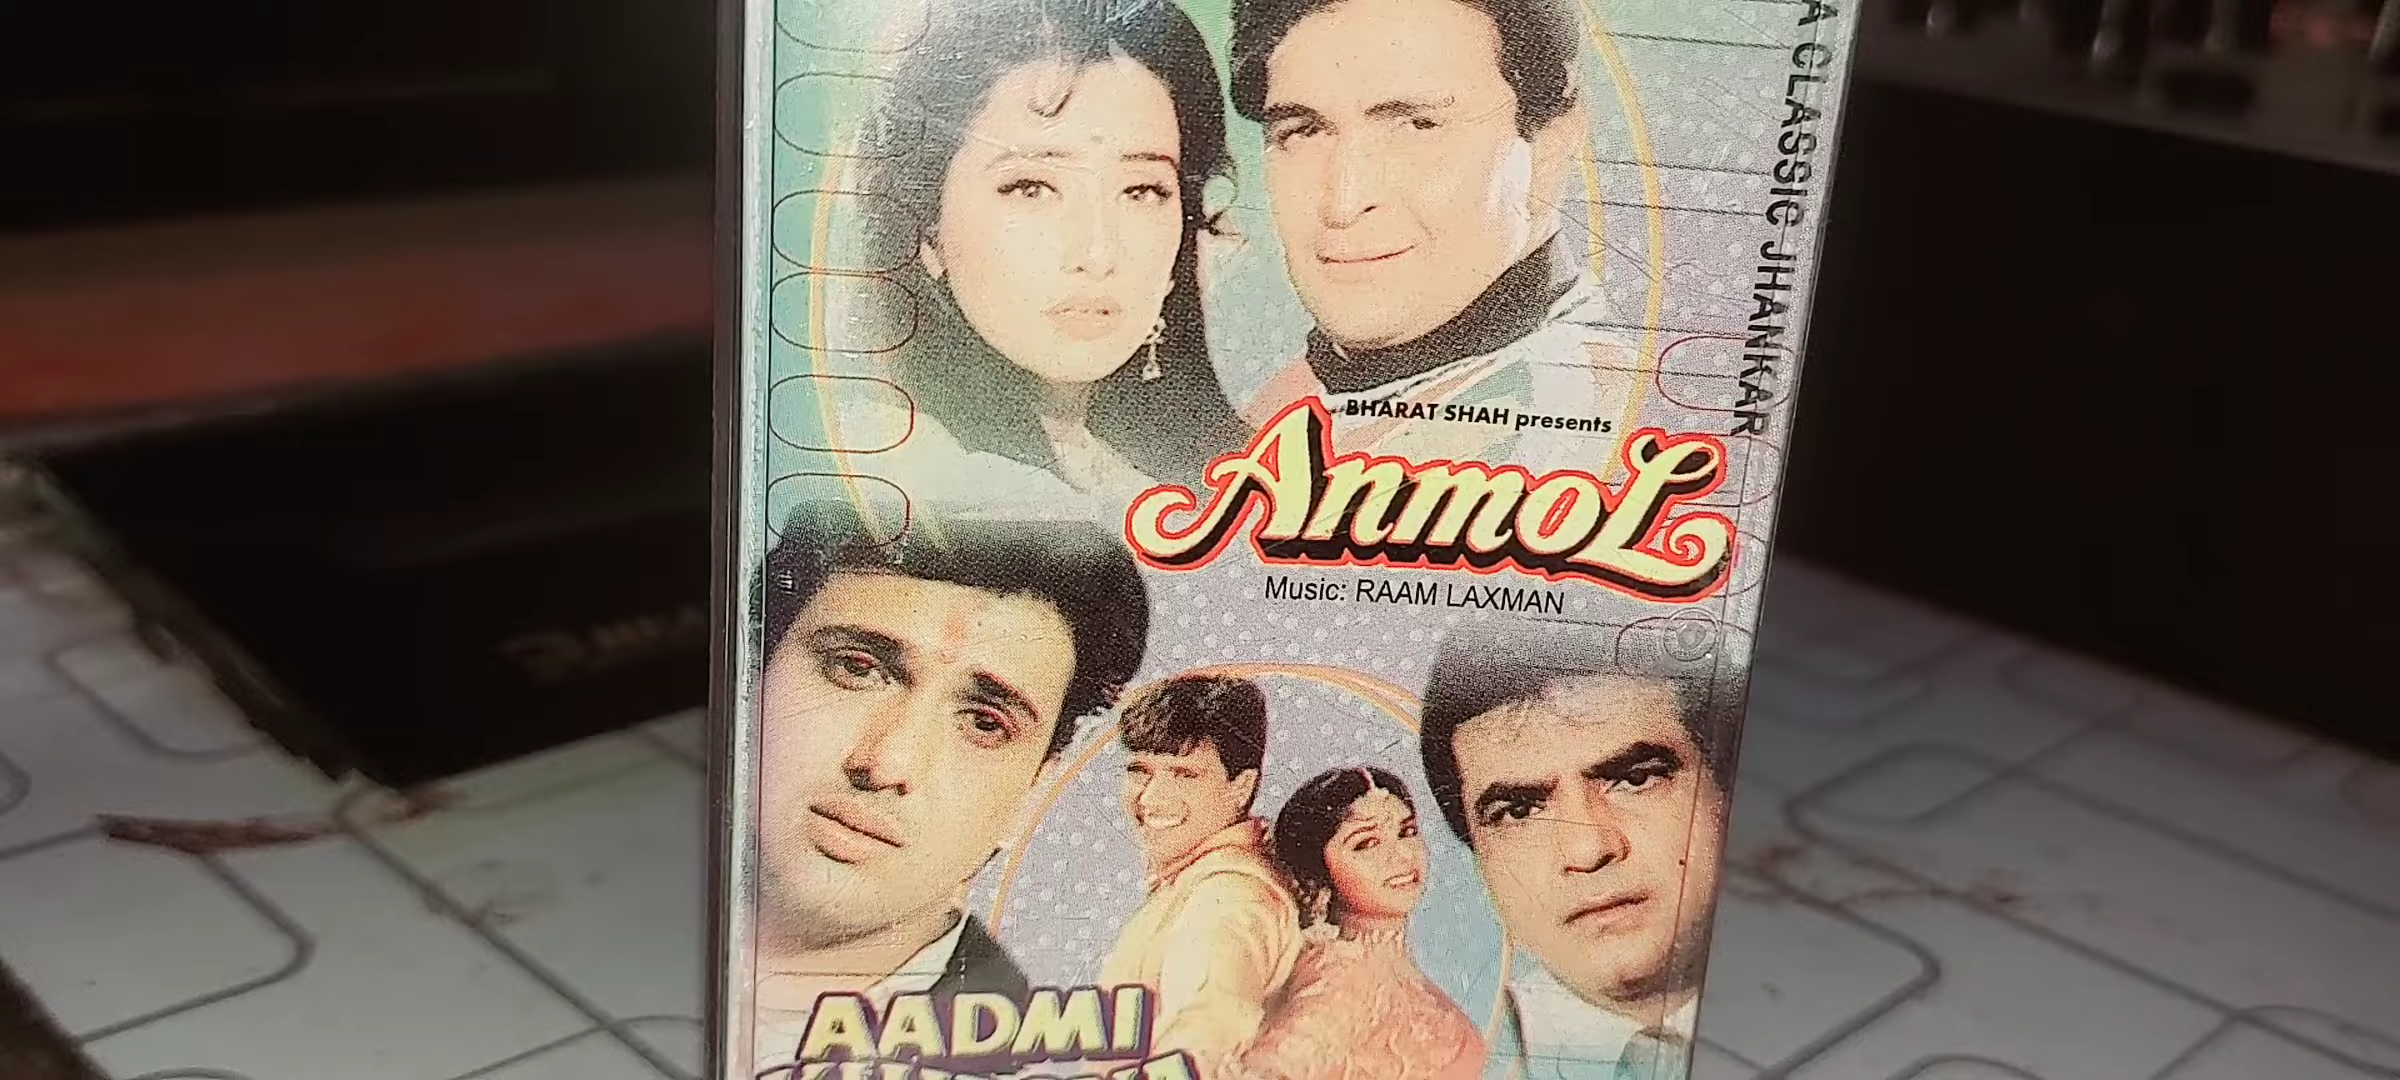 A CLASSIC JHANKAR
BHARAT SHAH presents
AnmoL
Music: RAAM LAXMAN
AADMI